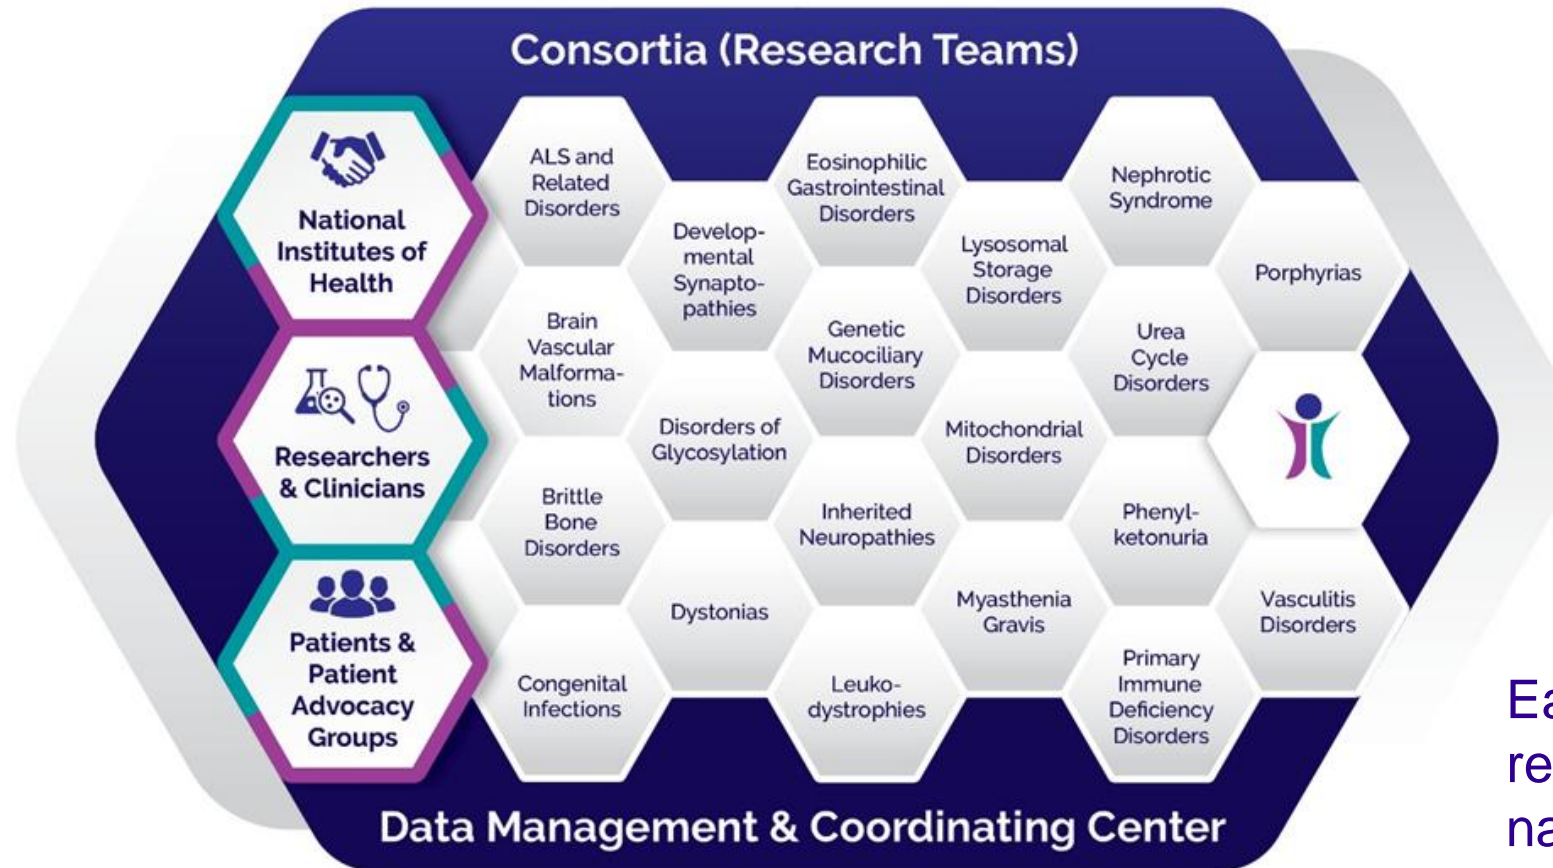 Consortia (Research Teams)
National
Institutes of
Health
Researchers
& Clinicians
Patients &
Patient
Advocacy
Groups
ALS and
Related
Disorders
Brain
Vascular
Malforma-
tions
Brittle
Bone
Disorders
Congenital
Infections
Develop-
mental
Synapto-
pathies
Disorders of
Glycosylation
Dystonias
Eosinophilic
Gastrointestinal
Disorders
Genetic
Mucociliary
Disorders
Inherited
Neuropathies
Leuko-
dystrophies
Lysosomal
Storage
Disorders
Mitochondrial
Disorders
Myasthenia
Gravis
Nephrotic
Syndrome
Urea
Cycle
Disorders
Phenyl-
ketonuria
Primary
Immune
Deficiency
Disorders
Porphyrias
Vasculitis
Disorders
Data Management & Coordinating Center